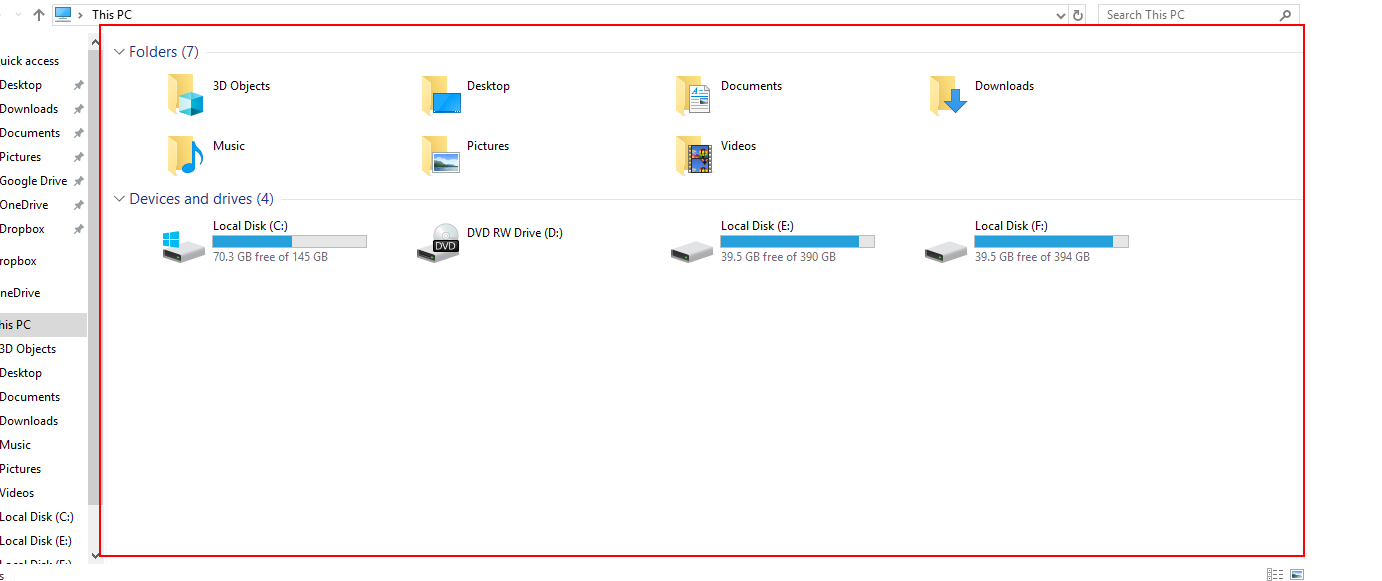 This PC
Search This PC
uick access
Desktop
Downloads
Documents
Pictures
Google Drive
OneDrive
Dropbox
ropbox
neDrive
his PC
3D Objects
Desktop
Documents
Downloads
Music
Pictures
Videos
Local Disk (C:)
Local Disk (E:)
Local Disk (F:)
s
Folders (7)
3D Objects
Desktop
Documents
Downloads
Music
Pictures
Videos
Devices and drives (4)
Local Disk (C:)
70.3 GB free of 145 GB
DVD
DVD RW Drive (D:)
Local Disk (E:)
39.5 GB free of 390 GB
Local Disk (F:)
39.5 GB free of 394 GB